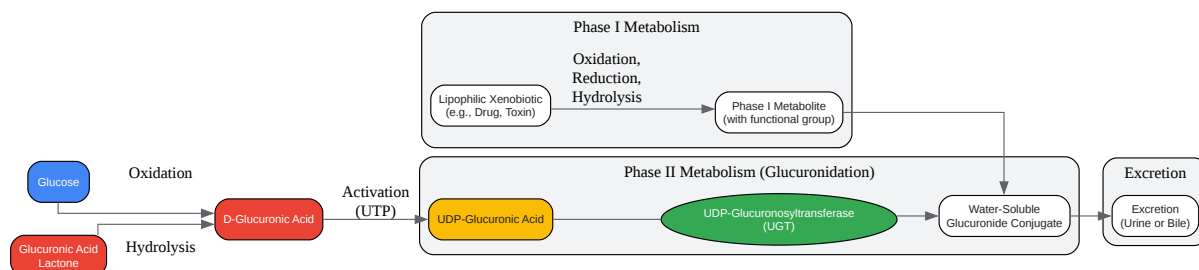 Phase I Metabolism
Oxidation,
Reduction,
Hydrolysis
Lipophilic Xenobiotic
(e.g., Drug, Toxin)
Phase I Metabolite
(with functional group)
Glucose
Oxidation
Glucuronic Acid
Lactone
Hydrolysis
D-Glucuronic Acid
Activation
(UTP)
Phase II Metabolism (Glucuronidation)
UDP-Glucuronic Acid
UDP-Glucuronosyltransferase
(UGT)
Water-Soluble
Glucuronide Conjugate
Excretion
Excretion
(Urine or Bile)